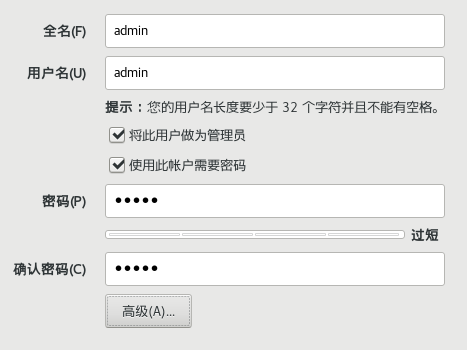 全名(F) admin
用户名(U) admin
提示：您的用户名长度要少于 32 个字符并且不能有空格。
将此用户做为管理员
使用此帐户需要密码
密码(P) •••••
过短
确认密码(C) •••••
高级(A)...